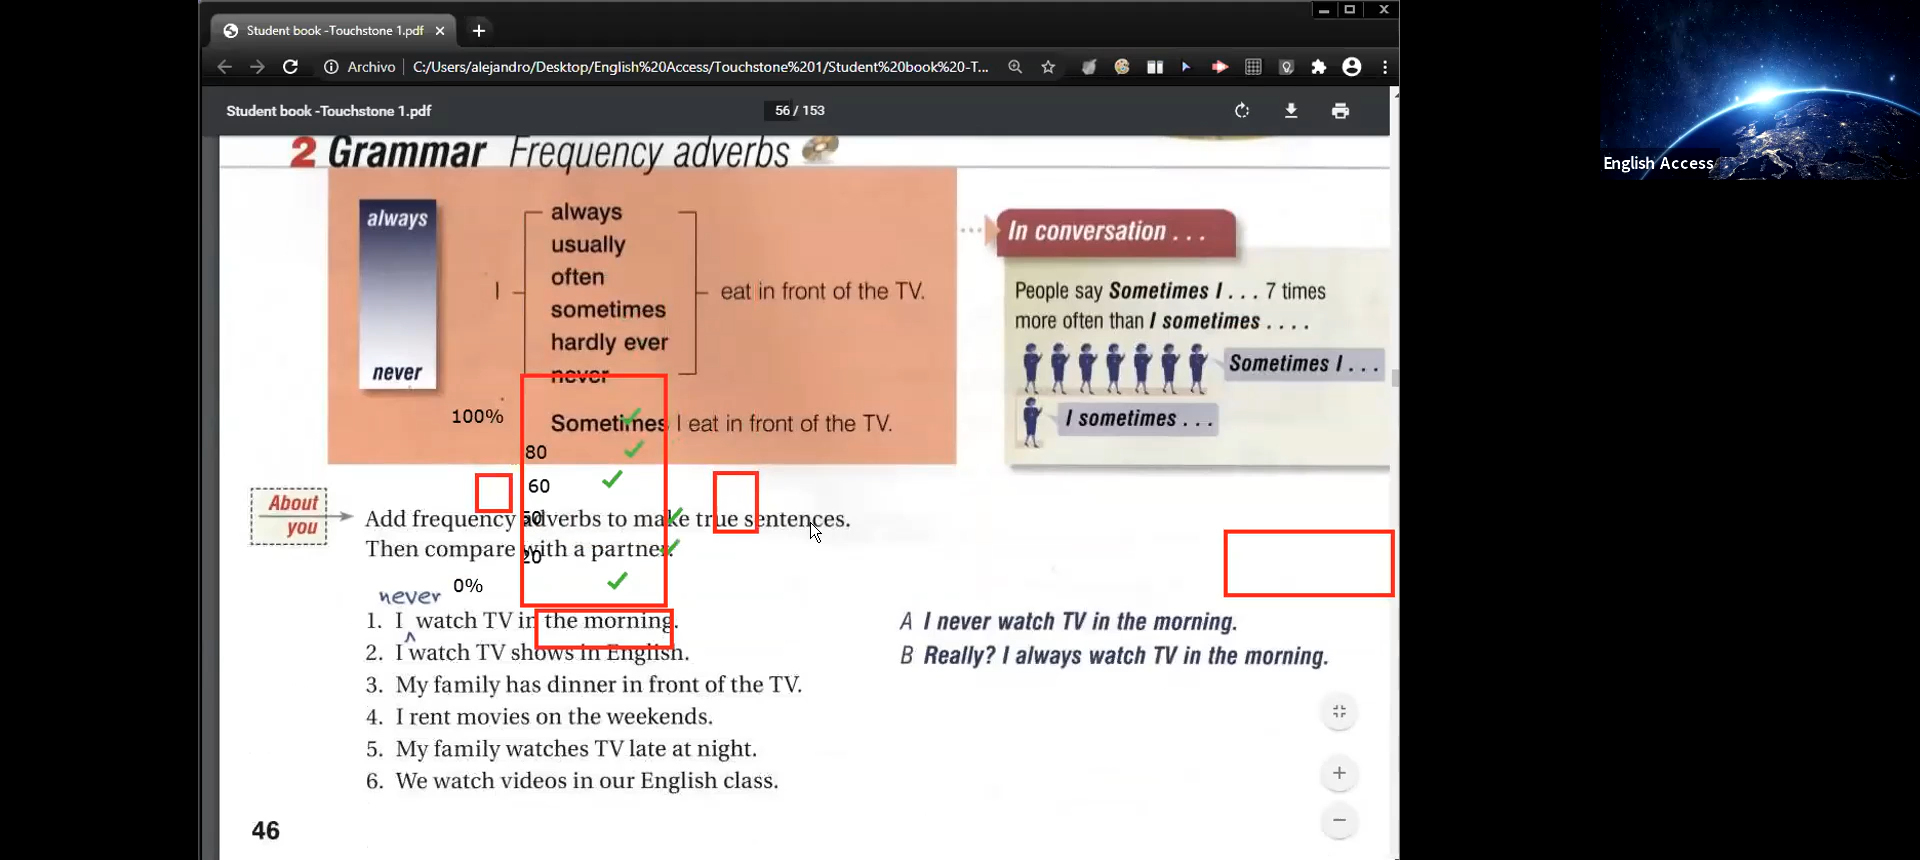 Student book -Touchstone 1.pdf
Archivo C:/Users/alejandro/Desktop/English%20Access/Touchstone%201/Student%20book%20-T...
Student book -Touchstone 1.pdf
56 / 153
English Access
2 Grammar Frequency adverbs
always
never
I
always
usually
often
sometimes
hardly ever
never
eat in front of the TV.
Sometimes I eat in front of the TV.
In conversation . . .
People say Sometimes I . . . 7 times
more often than I sometimes . . . .
Sometimes I . . .
I sometimes . . .
100%
80
60
50
20
0%
About
you
Add frequency adverbs to make true sentences.
Then compare with a partner.
never
1. I ^ watch TV in the morning.
2. I watch TV shows in English.
3. My family has dinner in front of the TV.
4. I rent movies on the weekends.
5. My family watches TV late at night.
6. We watch videos in our English class.
A I never watch TV in the morning.
B Really? I always watch TV in the morning.
46